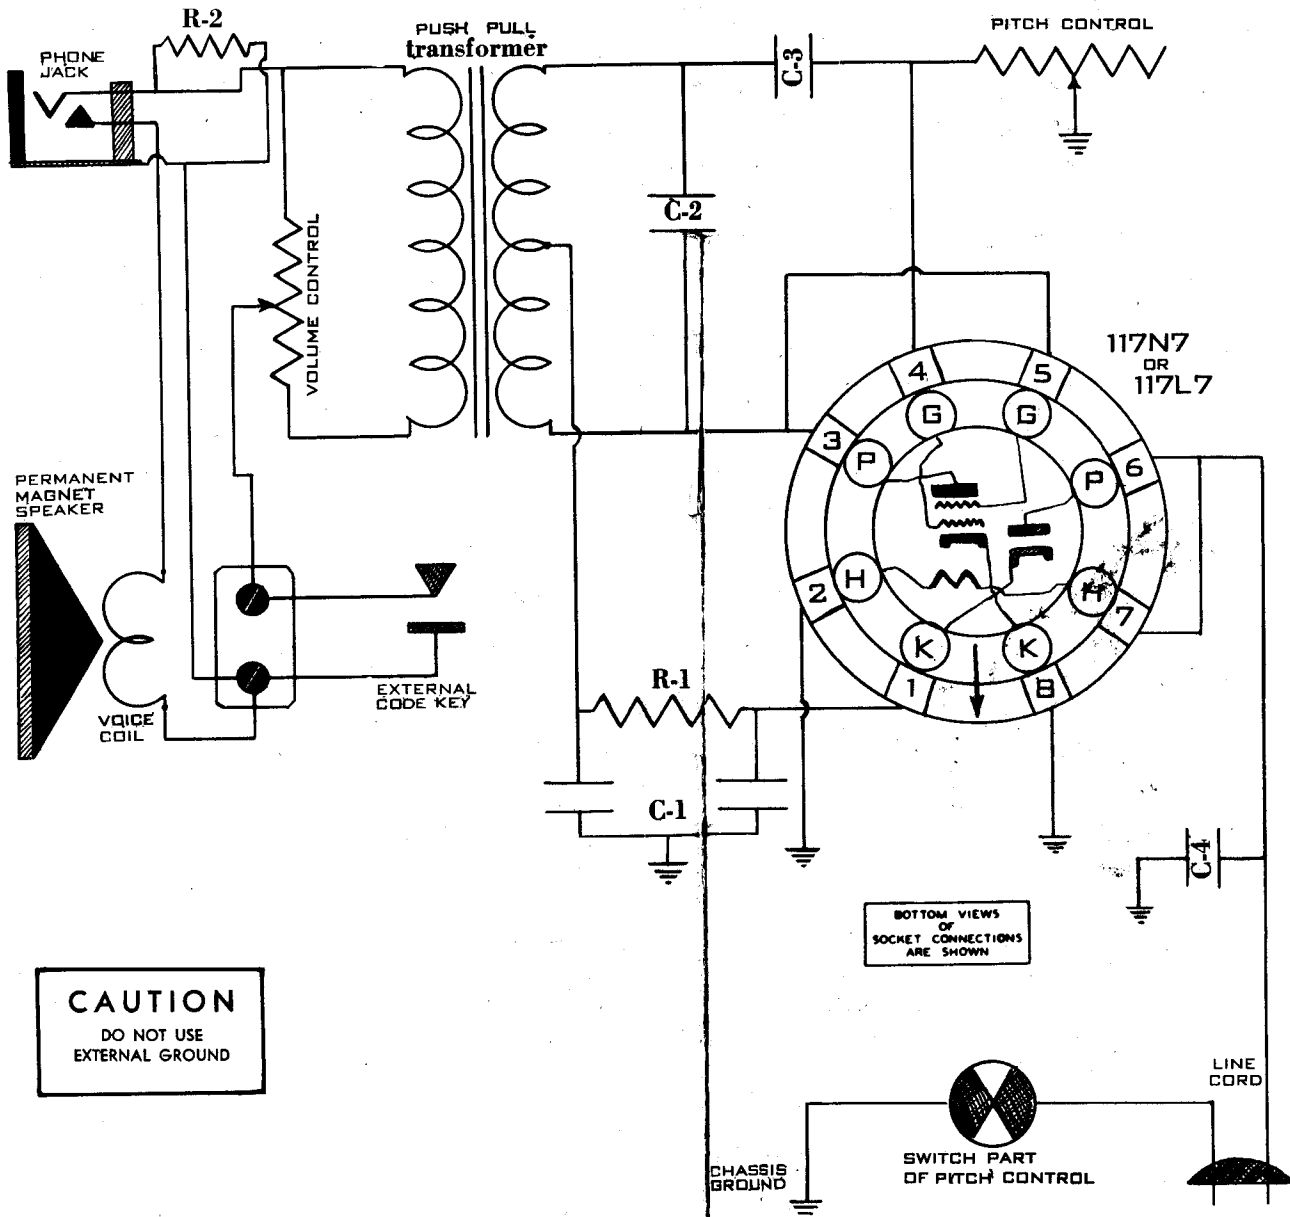 R-2
PHONE
JACK
PUSH PULL
transformer
C-3
PITCH CONTROL
C-2
VOLUME CONTROL
117N7
OR
117L7
4
5
G
G
3
6
P
P
2
H
H
7
K
K
1
8
PERMANENT
MAGNET
SPEAKER
VOICE
COIL
EXTERNAL
CODE KEY
R-1
C-1
C-4
BOTTOM VIEWS
OF
SOCKET CONNECTIONS
ARE SHOWN
CAUTION
DO NOT USE
EXTERNAL GROUND
LINE
CORD
CHASSIS
GROUND
SWITCH PART
OF PITCH CONTROL